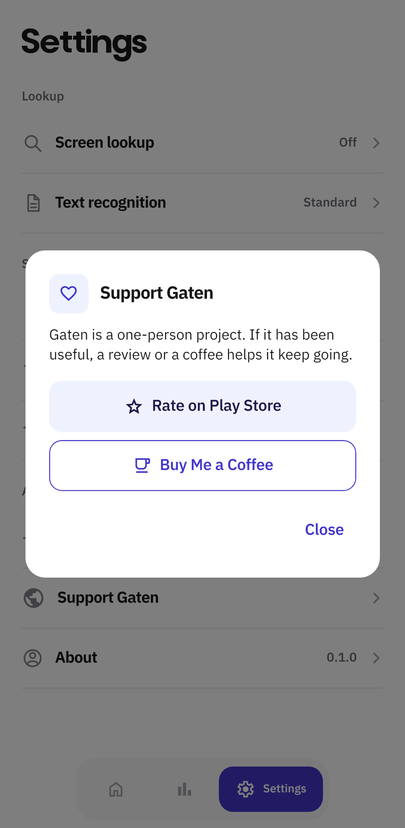 Settings
Lookup
Screen lookup Off
Text recognition Standard
Support Gaten
Gaten is a one-person project. If it has been
useful, a review or a coffee helps it keep going.
Rate on Play Store
Buy Me a Coffee
Close
Support Gaten
About 0.1.0
Settings